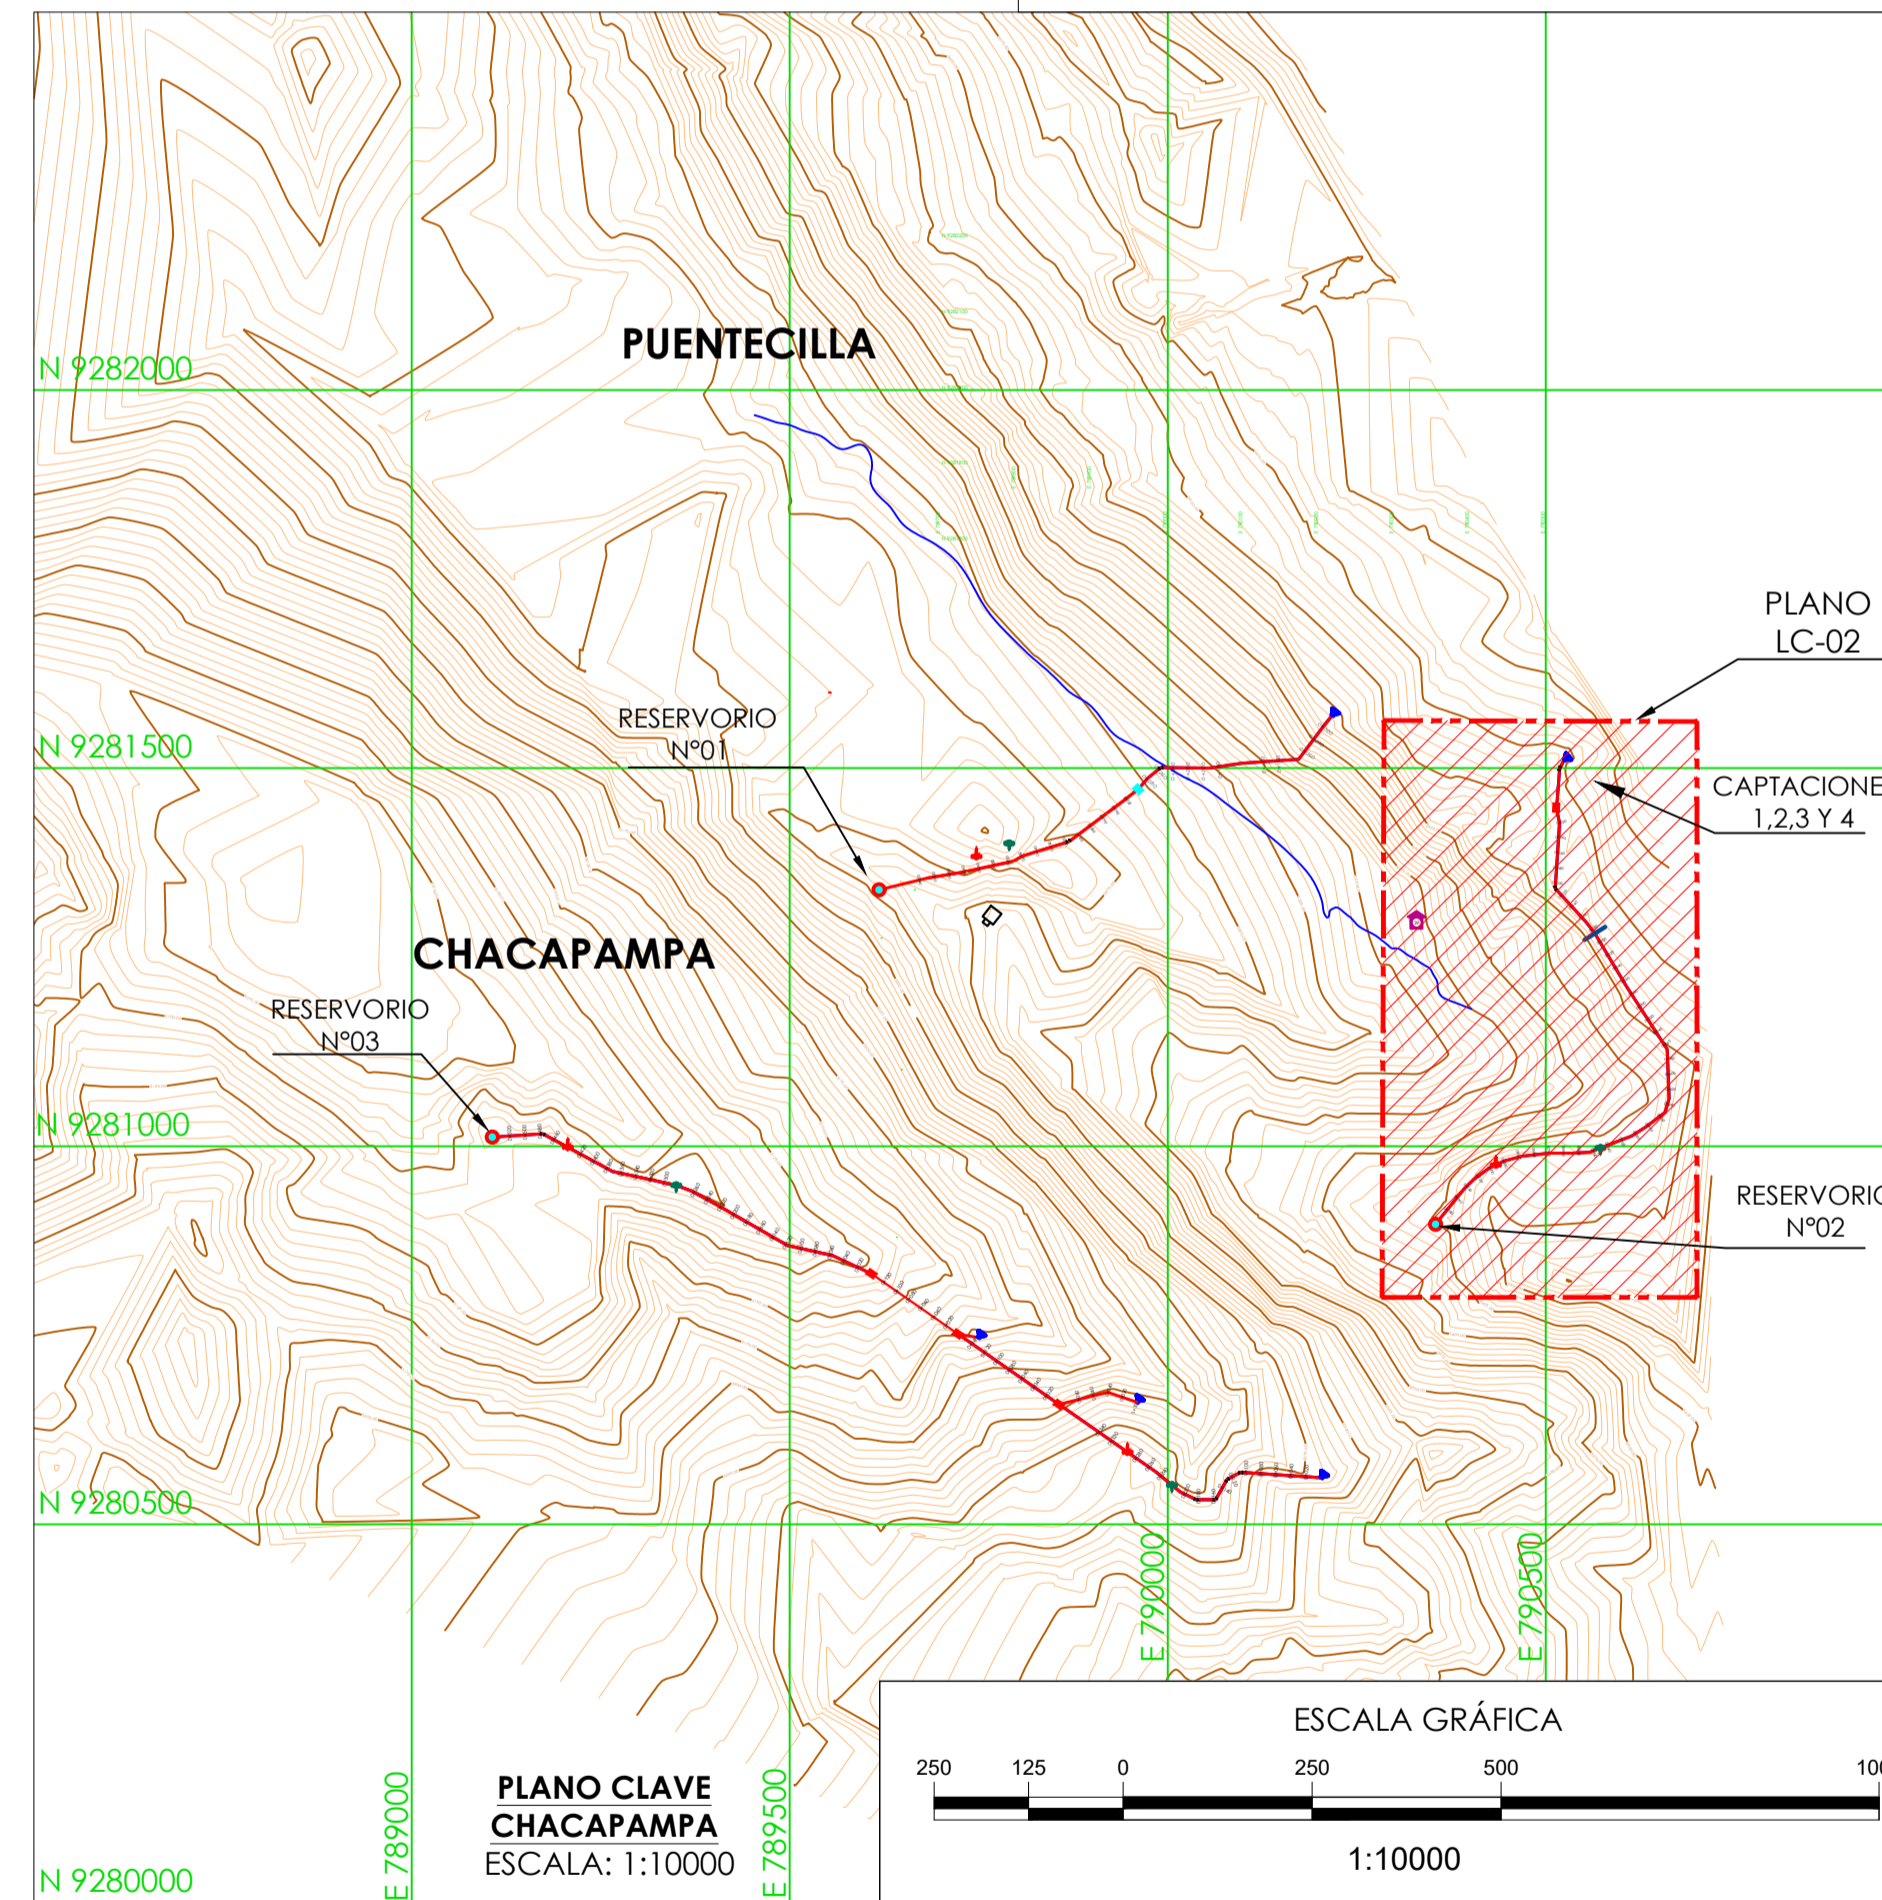 PUENTECILLA
N 9282000
PLANO
LC-02
RESERVORIO
N°01
N 9281500
CAPTACIONE
1,2,3 Y 4
CHACAPAMPA
RESERVORIO
N°03
N 9281000
RESERVORIO
N°02
N 9280500
E 790000
E 790500
ESCALA GRÁFICA
250 125 0 250 500 100
1:10000
PLANO CLAVE
CHACAPAMPA
ESCALA: 1:10000
E 789000
E 789500
N 9280000